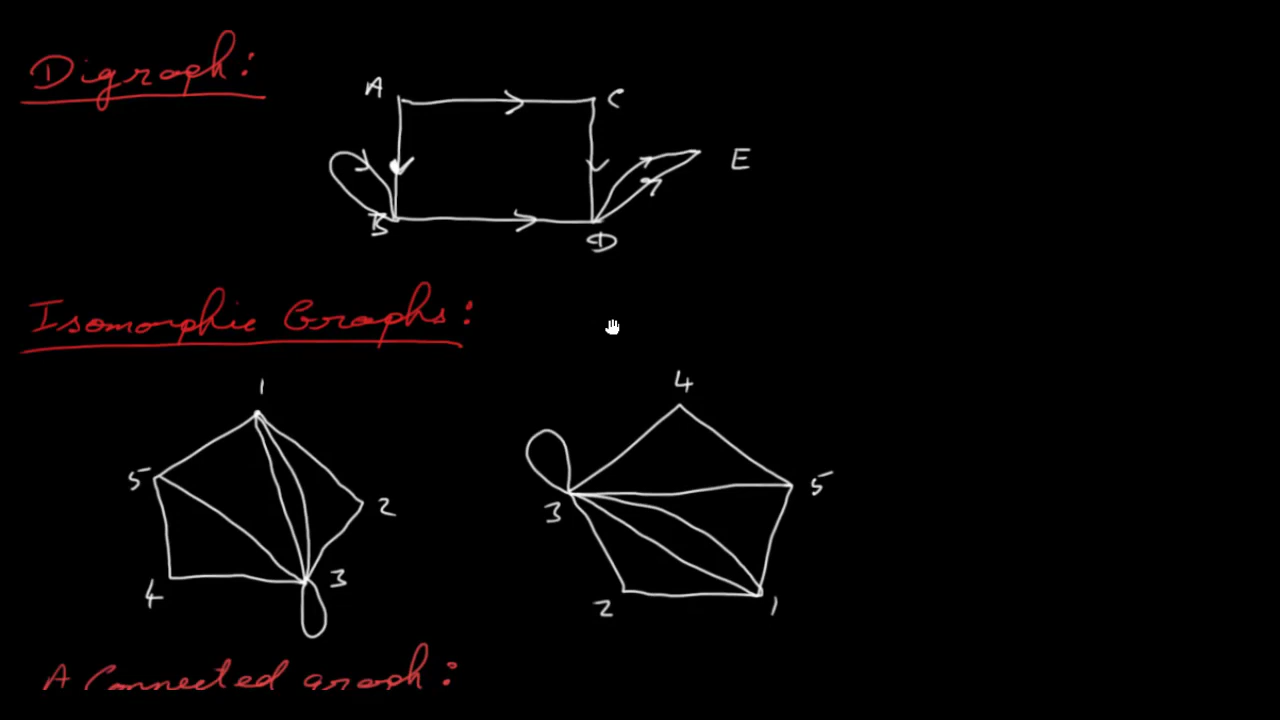 Digraph:
A C
E
B
D
Isomorphic Graphs:
1 4
5 5
2 3
3
4 2 1
A Connected graph: